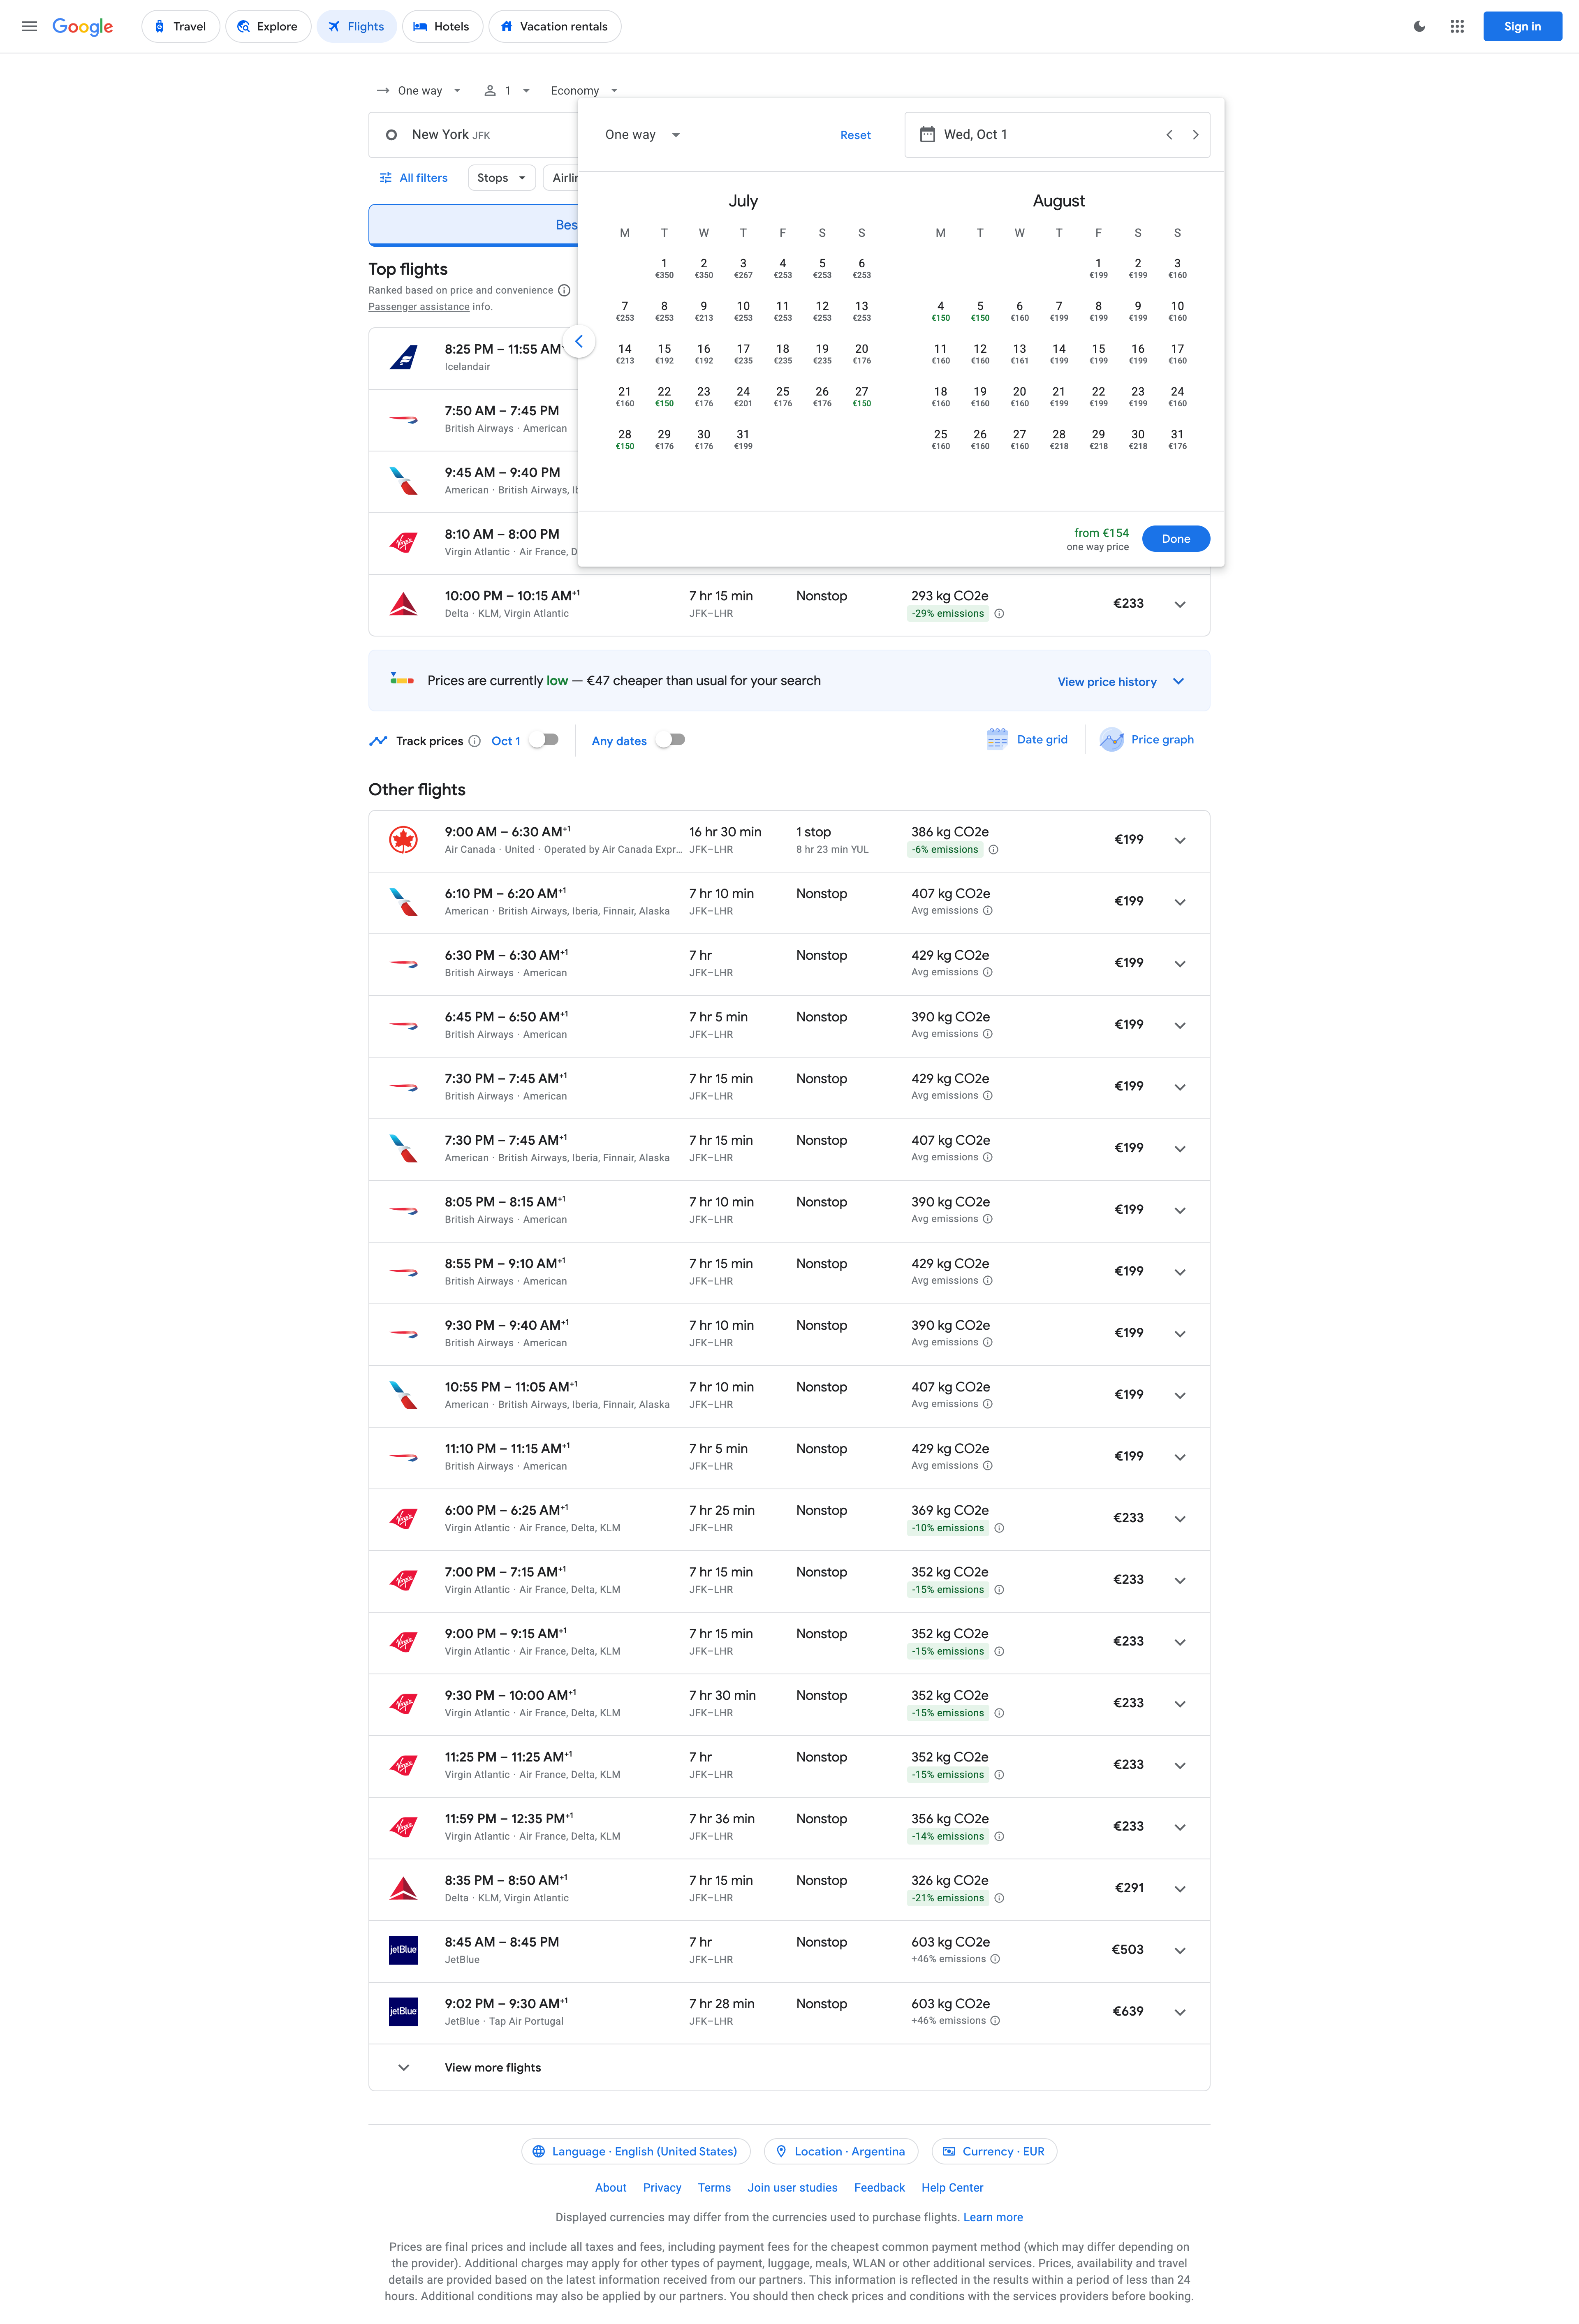 Google
Travel
Explore
Flights
Hotels
Vacation rentals
Sign in
One way
1
Economy
New York JFK
One way
Reset
Wed, Oct 1
All filters
Stops
Airlin
Bes
Top flights
Ranked based on price and convenience
Passenger assistance info.
July
M T W T F S S
1 2 3 4 5 6
€350 €350 €267 €253 €253 €253
7 8 9 10 11 12 13
€253 €253 €213 €253 €253 €253 €253
14 15 16 17 18 19 20
€213 €192 €192 €235 €235 €235 €176
21 22 23 24 25 26 27
€160 €150 €176 €201 €176 €176 €150
28 29 30 31
€150 €176 €176 €199
August
M T W T F S S
1 2 3
€199 €199 €160
4 5 6 7 8 9 10
€150 €150 €160 €199 €199 €199 €160
11 12 13 14 15 16 17
€160 €160 €161 €199 €199 €199 €160
18 19 20 21 22 23 24
€160 €160 €160 €199 €199 €199 €160
25 26 27 28 29 30 31
€160 €160 €160 €218 €218 €218 €176
from €154
one way price
Done
8:25 PM – 11:55 AM
Icelandair
7:50 AM – 7:45 PM
British Airways · American
9:45 AM – 9:40 PM
American · British Airways, Ib
8:10 AM – 8:00 PM
Virgin Atlantic · Air France, D
10:00 PM – 10:15 AM+1 7 hr 15 min Nonstop 293 kg CO2e €233
Delta · KLM, Virgin Atlantic JFK–LHR -29% emissions
Prices are currently low — €47 cheaper than usual for your search View price history
Track prices Oct 1 Any dates Date grid Price graph
Other flights
9:00 AM – 6:30 AM+1 16 hr 30 min 1 stop 386 kg CO2e €199
Air Canada · United · Operated by Air Canada Expr... JFK–LHR 8 hr 23 min YUL -6% emissions
6:10 PM – 6:20 AM+1 7 hr 10 min Nonstop 407 kg CO2e €199
American · British Airways, Iberia, Finnair, Alaska JFK–LHR Avg emissions
6:30 PM – 6:30 AM+1 7 hr Nonstop 429 kg CO2e €199
British Airways · American JFK–LHR Avg emissions
6:45 PM – 6:50 AM+1 7 hr 5 min Nonstop 390 kg CO2e €199
British Airways · American JFK–LHR Avg emissions
7:30 PM – 7:45 AM+1 7 hr 15 min Nonstop 429 kg CO2e €199
British Airways · American JFK–LHR Avg emissions
7:30 PM – 7:45 AM+1 7 hr 15 min Nonstop 407 kg CO2e €199
American · British Airways, Iberia, Finnair, Alaska JFK–LHR Avg emissions
8:05 PM – 8:15 AM+1 7 hr 10 min Nonstop 390 kg CO2e €199
British Airways · American JFK–LHR Avg emissions
8:55 PM – 9:10 AM+1 7 hr 15 min Nonstop 429 kg CO2e €199
British Airways · American JFK–LHR Avg emissions
9:30 PM – 9:40 AM+1 7 hr 10 min Nonstop 390 kg CO2e €199
British Airways · American JFK–LHR Avg emissions
10:55 PM – 11:05 AM+1 7 hr 10 min Nonstop 407 kg CO2e €199
American · British Airways, Iberia, Finnair, Alaska JFK–LHR Avg emissions
11:10 PM – 11:15 AM+1 7 hr 5 min Nonstop 429 kg CO2e €199
British Airways · American JFK–LHR Avg emissions
6:00 PM – 6:25 AM+1 7 hr 25 min Nonstop 369 kg CO2e €233
Virgin Atlantic · Air France, Delta, KLM JFK–LHR -10% emissions
7:00 PM – 7:15 AM+1 7 hr 15 min Nonstop 352 kg CO2e €233
Virgin Atlantic · Air France, Delta, KLM JFK–LHR -15% emissions
9:00 PM – 9:15 AM+1 7 hr 15 min Nonstop 352 kg CO2e €233
Virgin Atlantic · Air France, Delta, KLM JFK–LHR -15% emissions
9:30 PM – 10:00 AM+1 7 hr 30 min Nonstop 352 kg CO2e €233
Virgin Atlantic · Air France, Delta, KLM JFK–LHR -15% emissions
11:25 PM – 11:25 AM+1 7 hr Nonstop 352 kg CO2e €233
Virgin Atlantic · Air France, Delta, KLM JFK–LHR -15% emissions
11:59 PM – 12:35 PM+1 7 hr 36 min Nonstop 356 kg CO2e €233
Virgin Atlantic · Air France, Delta, KLM JFK–LHR -14% emissions
8:35 PM – 8:50 AM+1 7 hr 15 min Nonstop 326 kg CO2e €291
Delta · KLM, Virgin Atlantic JFK–LHR -21% emissions
jetBlue 8:45 AM – 8:45 PM 7 hr Nonstop 603 kg CO2e €503
JetBlue JFK–LHR +46% emissions
jetBlue 9:02 PM – 9:30 AM+1 7 hr 28 min Nonstop 603 kg CO2e €639
JetBlue · Tap Air Portugal JFK–LHR +46% emissions
View more flights
Language · English (United States) Location · Argentina Currency · EUR
About Privacy Terms Join user studies Feedback Help Center
Displayed currencies may differ from the currencies used to purchase flights. Learn more
Prices are final prices and include all taxes and fees, including payment fees for the cheapest common payment method (which may differ depending on
the provider). Additional charges may apply for other types of payment, luggage, meals, WLAN or other additional services. Prices, availability and travel
details are provided based on the latest information received from our partners. This information is reflected in the results within a period of less than 24
hours. Additional conditions may also be applied by our partners. You should then check prices and conditions with the services providers before booking.